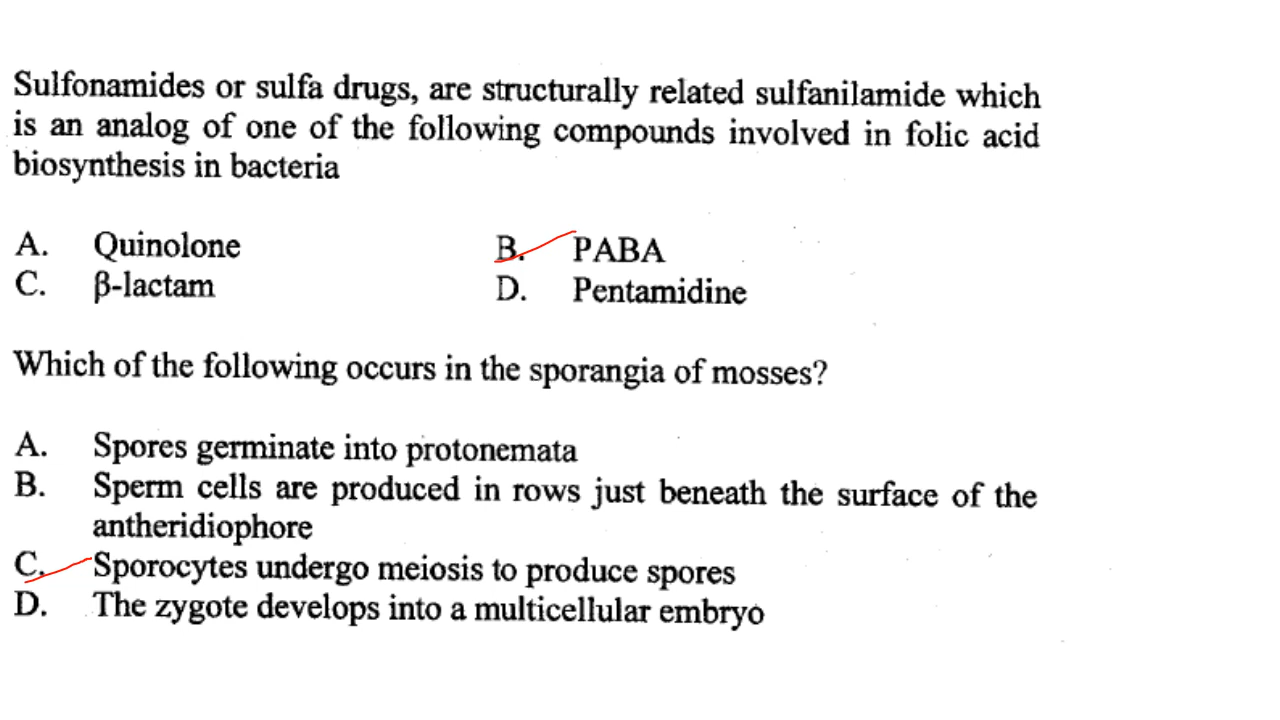 Sulfonamides or sulfa drugs, are structurally related sulfanilamide which
is an analog of one of the following compounds involved in folic acid
biosynthesis in bacteria
A. Quinolone B. PABA
C. β-lactam D. Pentamidine
Which of the following occurs in the sporangia of mosses?
A. Spores germinate into protonemata
B. Sperm cells are produced in rows just beneath the surface of the
antheridiophore
C. Sporocytes undergo meiosis to produce spores
D. The zygote develops into a multicellular embryo